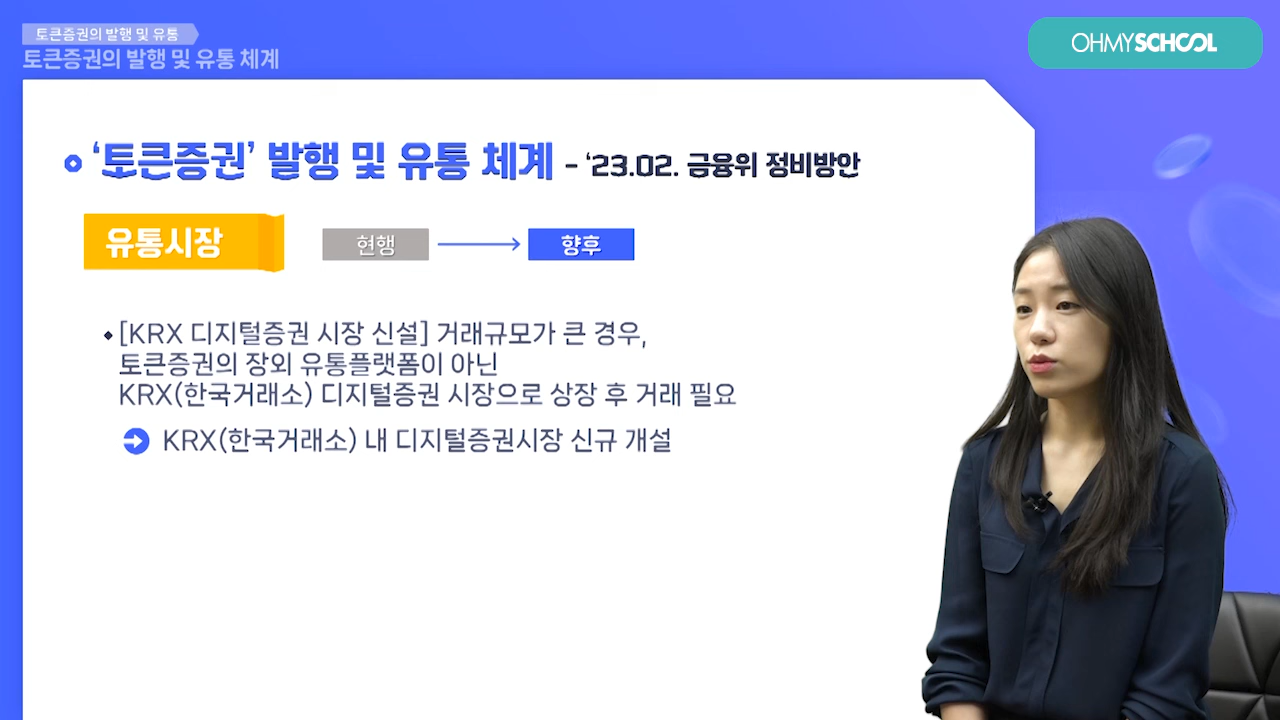 토큰증권의 발행 및 유통
토큰증권의 발행 및 유통 체계
OHMYSCHOOL
‘토큰증권’ 발행 및 유통 체계 – ‘23.02. 금융위 정비방안
유통시장
현행
향후
• [KRX 디지털증권 시장 신설] 거래규모가 큰 경우,
토큰증권의 장외 유통플랫폼이 아닌
KRX(한국거래소) 디지털증권 시장으로 상장 후 거래 필요
KRX(한국거래소) 내 디지털증권시장 신규 개설